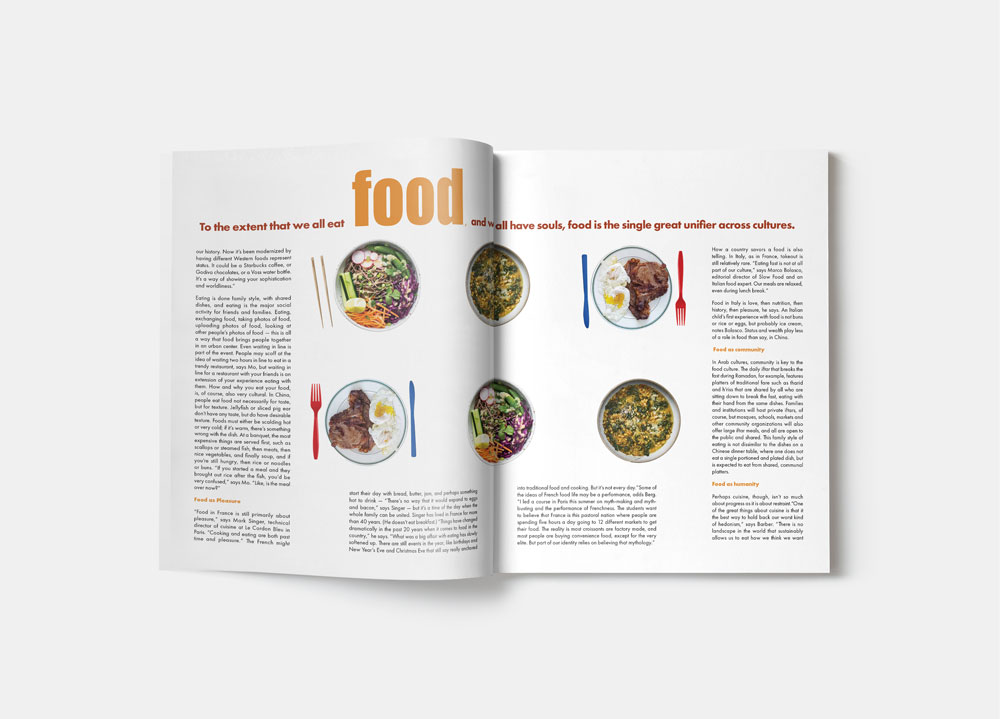 To the extent that we all eat food, and we all have souls, food is the single great unifier across cultures.
our history. Now it's been modernized by
having different Western foods represent
status. It could be a Starbucks coffee, or
Godiva chocolates, or a Voss water bottle.
It's a way of showing your sophistication
and worldliness."
Eating is done family style, with shared
dishes, and eating is the major social
activity for friends and families. Eating,
exchanging food, taking photos of food,
uploading photos of food, looking at
other people's photos of food — this is all
a way that food brings people together
in an urban center. Even waiting in line is
part of the event. People may scoff at the
idea of waiting two hours in line to eat in a
trendy restaurant, says Mo, but waiting in
line for a restaurant with your friends is an
extension of your experience eating with
them. How and why you eat your food,
is, of course, also very cultural. In China,
people eat food not necessarily for taste,
but for texture. Jellyfish or sliced pig ear
don't have any taste, but do have desirable
texture. Foods must either be scalding hot
or very cold; if it's warm, there's something
wrong with the dish. At a banquet, the most
expensive things are served first, such as
scallops or steamed fish, then meats, then
nice vegetables, and finally soup, and if
you're still hungry, then rice or noodles
or buns. "If you started a meal and they
brought out rice after the fish, you'd be
very confused," says Mo. "Like, is the meal
over now?"
Food as Pleasure
"Food in France is still primarily about
pleasure," says Mark Singer, technical
director of cuisine at Le Cordon Bleu in
Paris. "Cooking and eating are both past
time and pleasure." The French might
start their day with bread, butter, jam, and perhaps something
hot to drink — "There's no way that it would expand to eggs
and bacon," says Singer — but it's a time of the day when the
whole family can be united. Singer has lived in France for more
than 40 years. (He doesn't eat breakfast.) "Things have changed
dramatically in the past 20 years when it comes to food in the
country," he says. "What was a big affair with eating has slowly
softened up. There are still events in the year, like birthdays and
New Year's Eve and Christmas Eve that still say really anchored
into traditional food and cooking. But it's not every day. "Some of
the ideas of French food life may be a performance, adds Berg.
"I led a course in Paris this summer on myth-making and myth-
busting and the performance of Frenchness. The students want
to believe that France is this pastoral nation where people are
spending five hours a day going to 12 different markets to get
their food. The reality is most croissants are factory made, and
most people are buying convenience food, except for the very
elite. But part of our identity relies on believing that mythology."
How a country savors a food is also
telling. In Italy, as in France, takeout is
still relatively rare. "Eating fast is not at all
part of our culture," says Marco Bolasco,
editorial director of Slow Food and an
Italian food expert. Our meals are relaxed,
even during lunch break."
Food in Italy is love, then nutrition, then
history, then pleasure, he says. An Italian
child's first experience with food is not buns
or rice or eggs, but probably ice cream,
notes Bolasco. Status and wealth play less
of a role in food than say, in China.
Food as community
In Arab cultures, community is key to the
food culture. The daily iftar that breaks the
fast during Ramadan, for example, features
platters of traditional fare such as tharid
and h'riss that are shared by all who are
sitting down to break the fast, eating with
their hand from the same dishes. Families
and institutions will host private iftars, of
course, but mosques, schools, markets and
other community organizations will also
offer large iftar meals, and all are open to
the public and shared. This family style of
eating is not dissimilar to the dishes on a
Chinese dinner table, where one does not
eat a single portioned and plated dish, but
is expected to eat from shared, communal
platters.
Food as humanity
Perhaps cuisine, though, isn't so much
about progress as it is about restraint "One
of the great things about cuisine is that it
the best way to hold back our worst kind
of hedonism," says Barber. "There is no
landscape in the world that sustainably
allows us to eat how we think we want